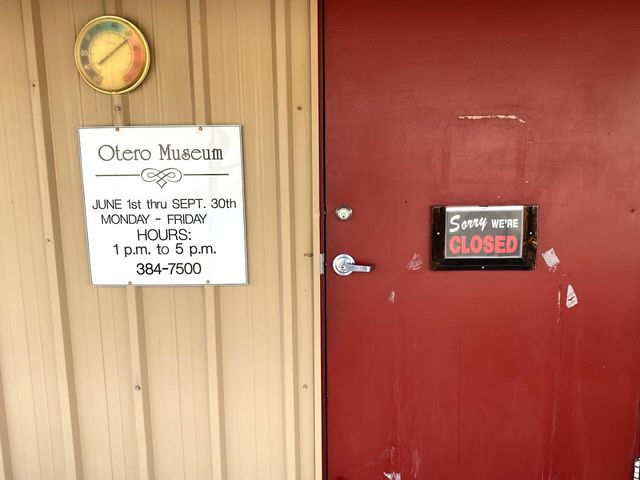 Otero Museum
JUNE 1st thru SEPT. 30th
MONDAY - FRIDAY
HOURS:
1 p.m. to 5 p.m.
384-7500
Sorry WE'RE
CLOSED